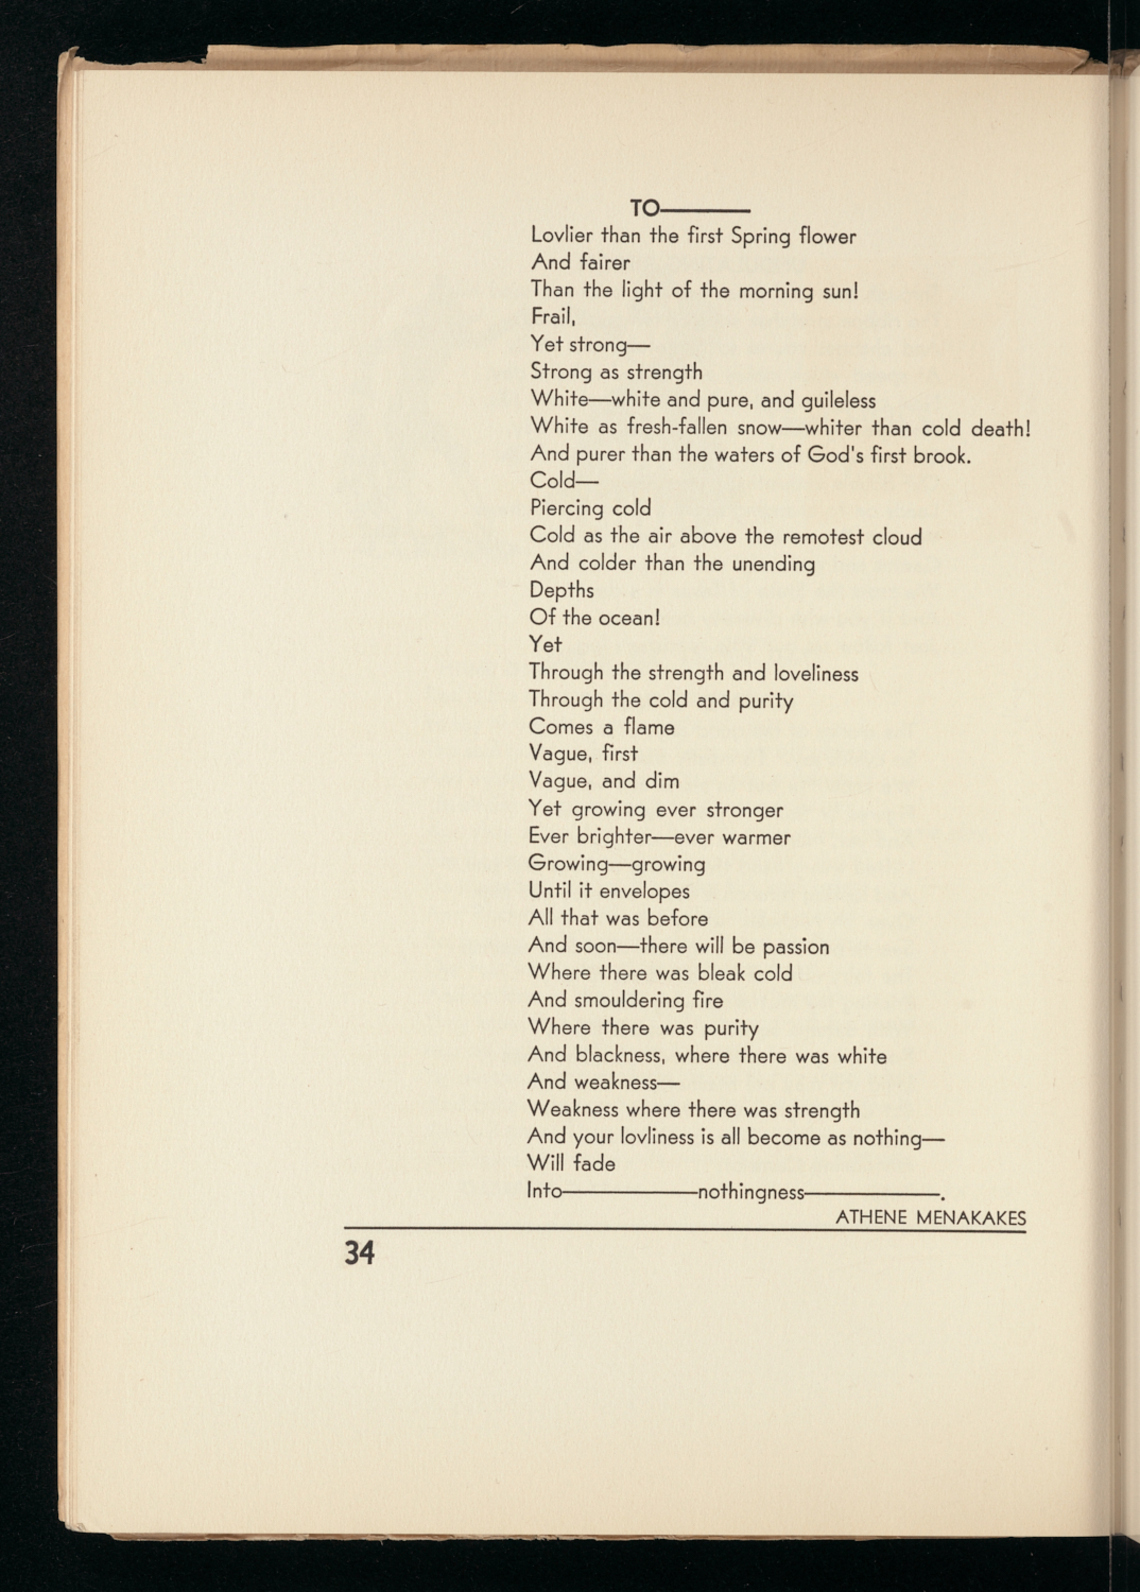 TO———
Lovlier than the first Spring flower
And fairer
Than the light of the morning sun!
Frail,
Yet strong—
Strong as strength
White—white and pure, and guileless
White as fresh-fallen snow—whiter than cold death!
And purer than the waters of God's first brook.
Cold—
Piercing cold
Cold as the air above the remotest cloud
And colder than the unending
Depths
Of the ocean!
Yet
Through the strength and loveliness
Through the cold and purity
Comes a flame
Vague, first
Vague, and dim
Yet growing ever stronger
Ever brighter—ever warmer
Growing—growing
Until it envelopes
All that was before
And soon—there will be passion
Where there was bleak cold
And smouldering fire
Where there was purity
And blackness, where there was white
And weakness—
Weakness where there was strength
And your lovliness is all become as nothing—
Will fade
Into—————nothingness—————.
ATHENE MENAKAKES
34